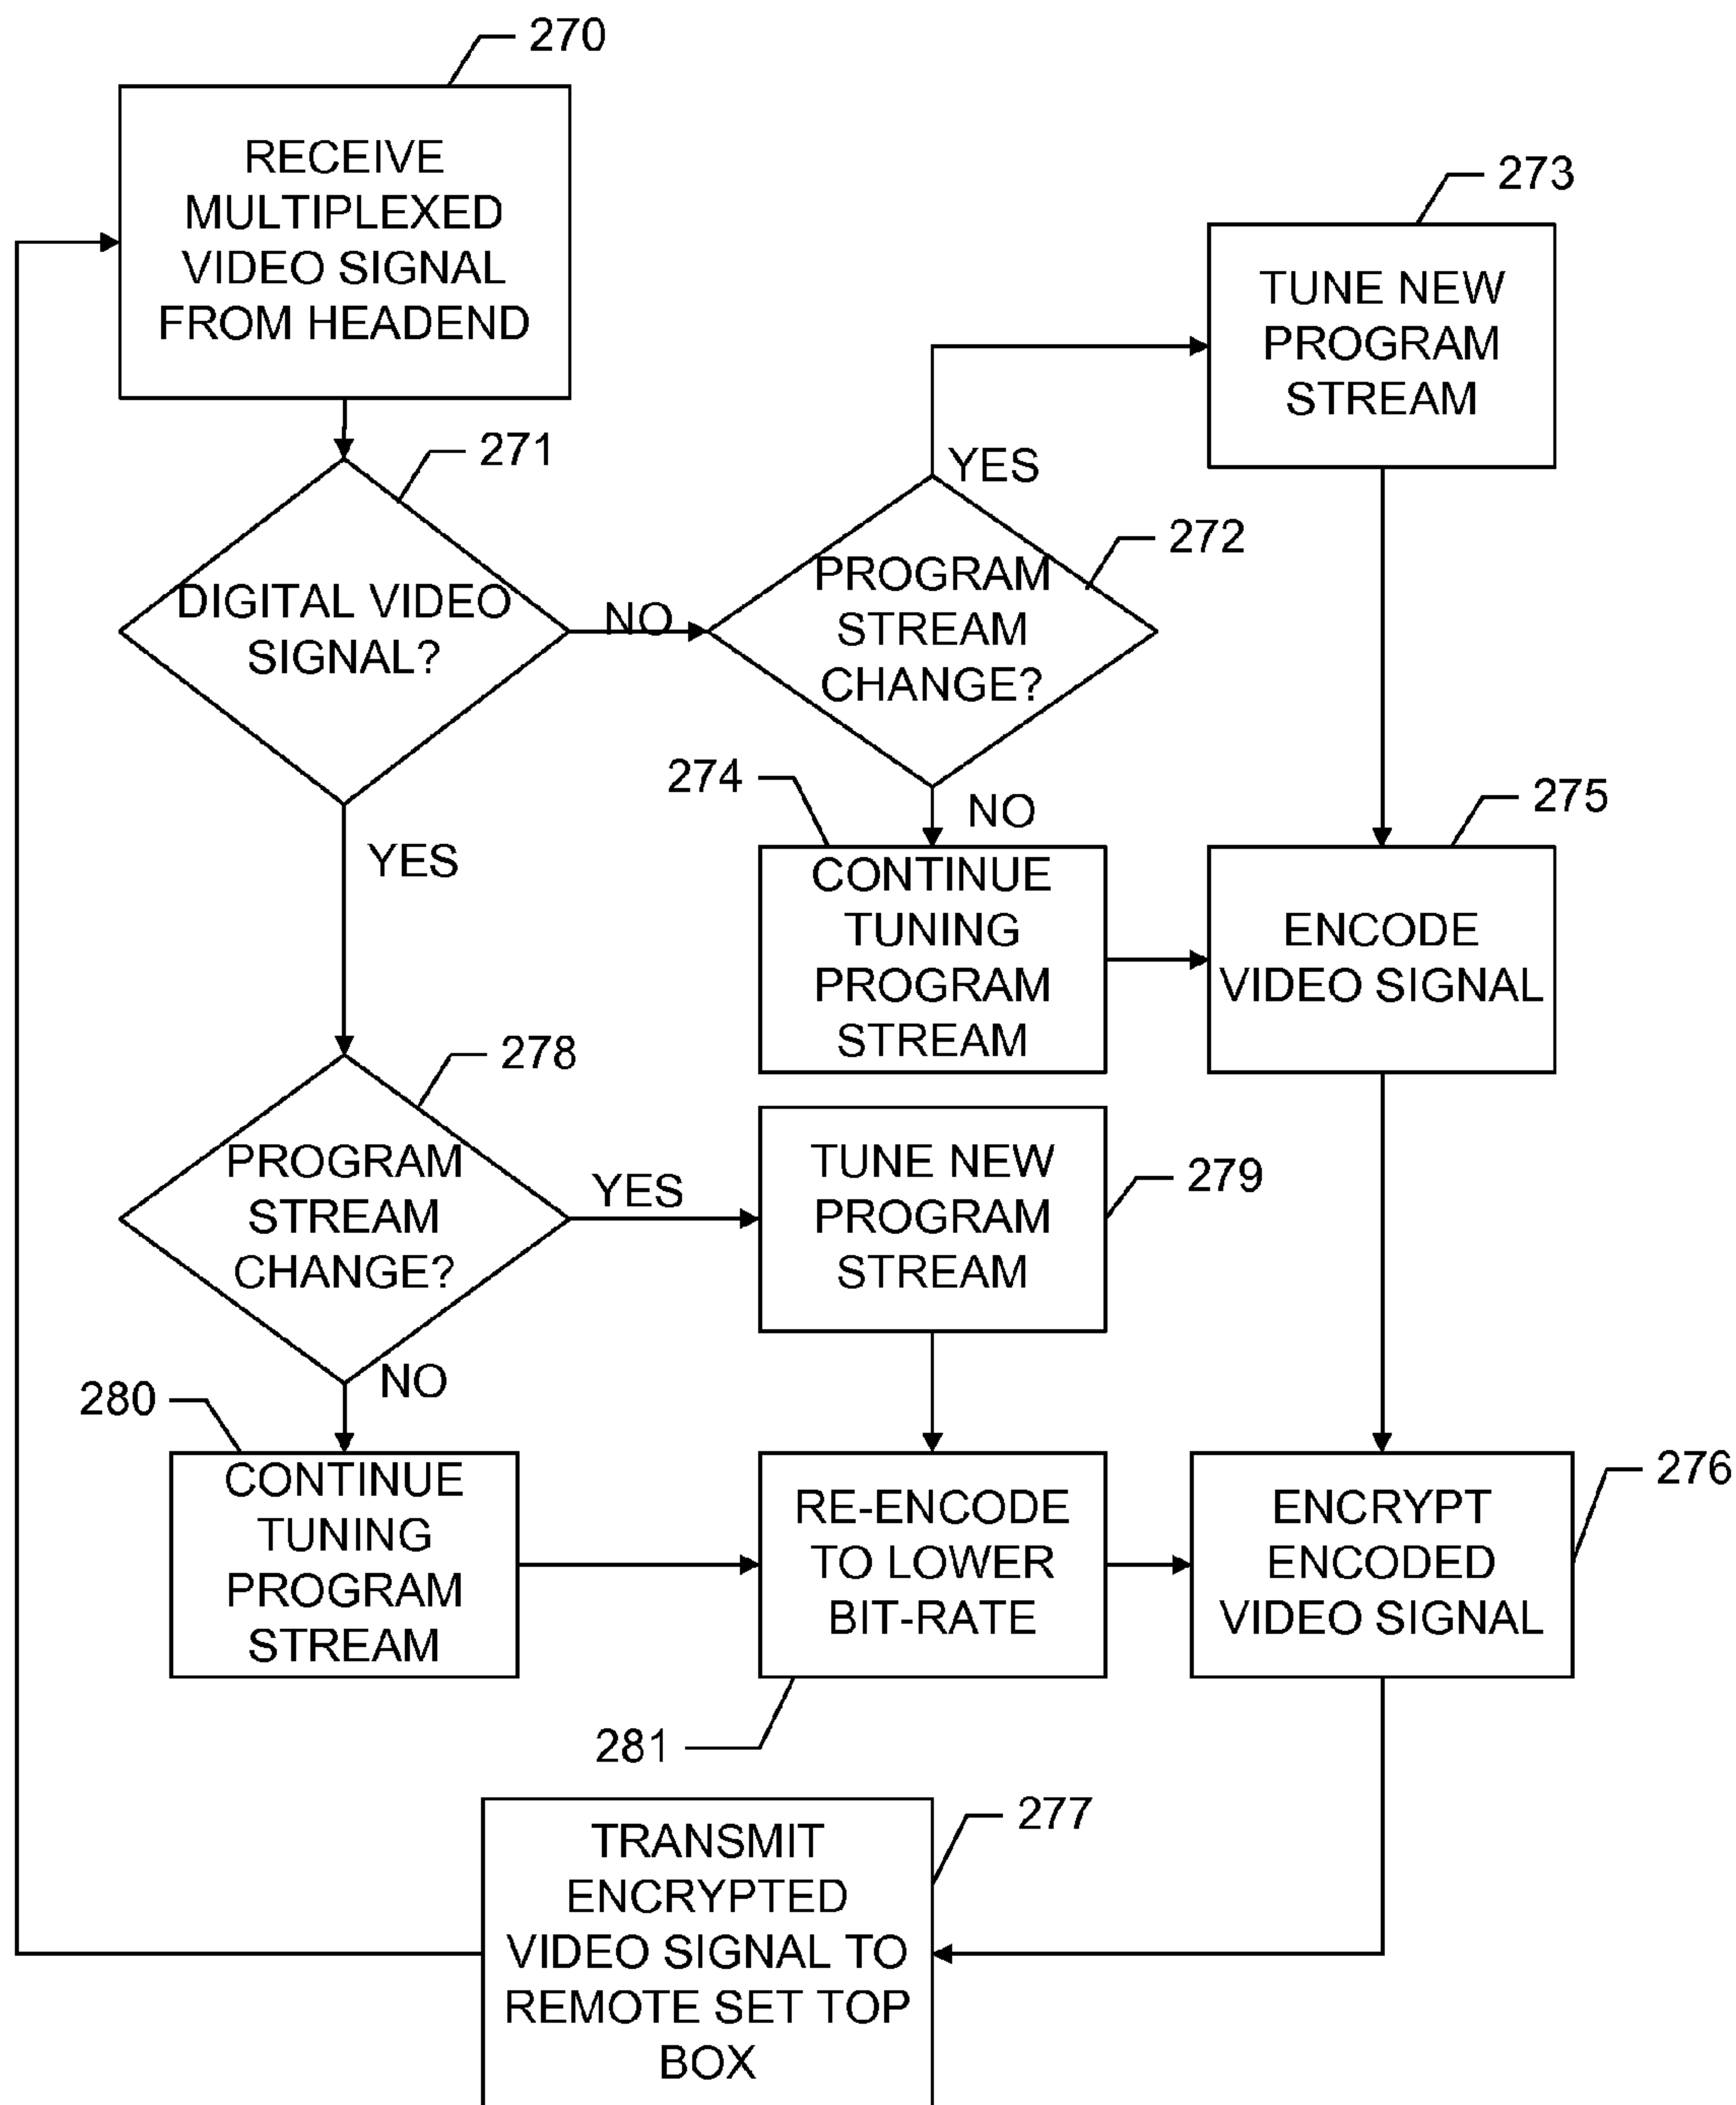 270
RECEIVE
MULTIPLEXED
VIDEO SIGNAL
FROM HEADEND
273
TUNE NEW
PROGRAM
STREAM
271
DIGITAL VIDEO
SIGNAL?
NO
YES
272
PROGRAM
STREAM
CHANGE?
YES
NO
274
CONTINUE
TUNING
PROGRAM
STREAM
275
ENCODE
VIDEO SIGNAL
278
PROGRAM
STREAM
CHANGE?
YES
NO
279
TUNE NEW
PROGRAM
STREAM
280
CONTINUE
TUNING
PROGRAM
STREAM
RE-ENCODE
TO LOWER
BIT-RATE
281
276
ENCRYPT
ENCODED
VIDEO SIGNAL
277
TRANSMIT
ENCRYPTED
VIDEO SIGNAL TO
REMOTE SET TOP
BOX